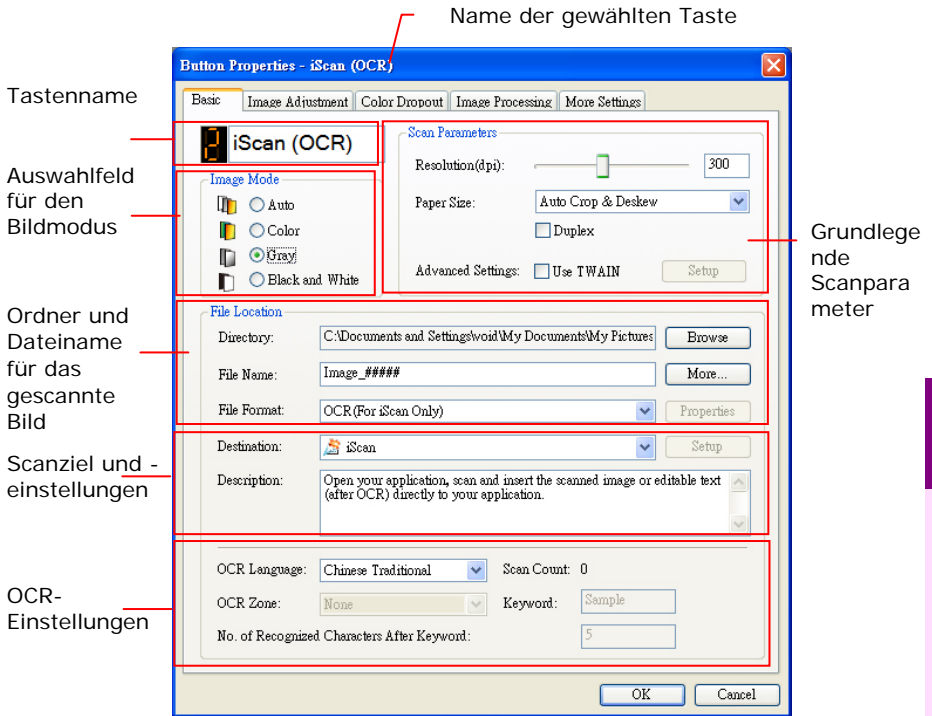 Name der gewählten Taste
Button Properties - iScan (OCR)
Tastenname
Basic Image Adjustment Color Dropout Image Processing More Settings
2 iScan (OCR)
Auswahlfeld
für den
Bildmodus
Image Mode
Auto
Color
Gray
Black and White
Scan Parameters
Resolution(dpi): 300
Paper Size: Auto Crop & Deskew
Duplex
Advanced Settings: Use TWAIN Setup
Grundlege
nde
Scanpara
meter
Ordner und
Dateiname
für das
gescannte
Bild
File Location
Directory: C:\Documents and Settings\void\My Documents\My Pictures Browse
File Name: Image_##### More...
File Format: OCR(For iScan Only) Properties
Scanziel und -
einstellungen
Destination: iScan Setup
Description: Open your application, scan and insert the scanned image or editable text
(after OCR) directly to your application.
OCR-
Einstellungen
OCR Language: Chinese Traditional Scan Count: 0
OCR Zone: None Keyword: Sample
No. of Recognized Characters After Keyword: 5
OK Cancel